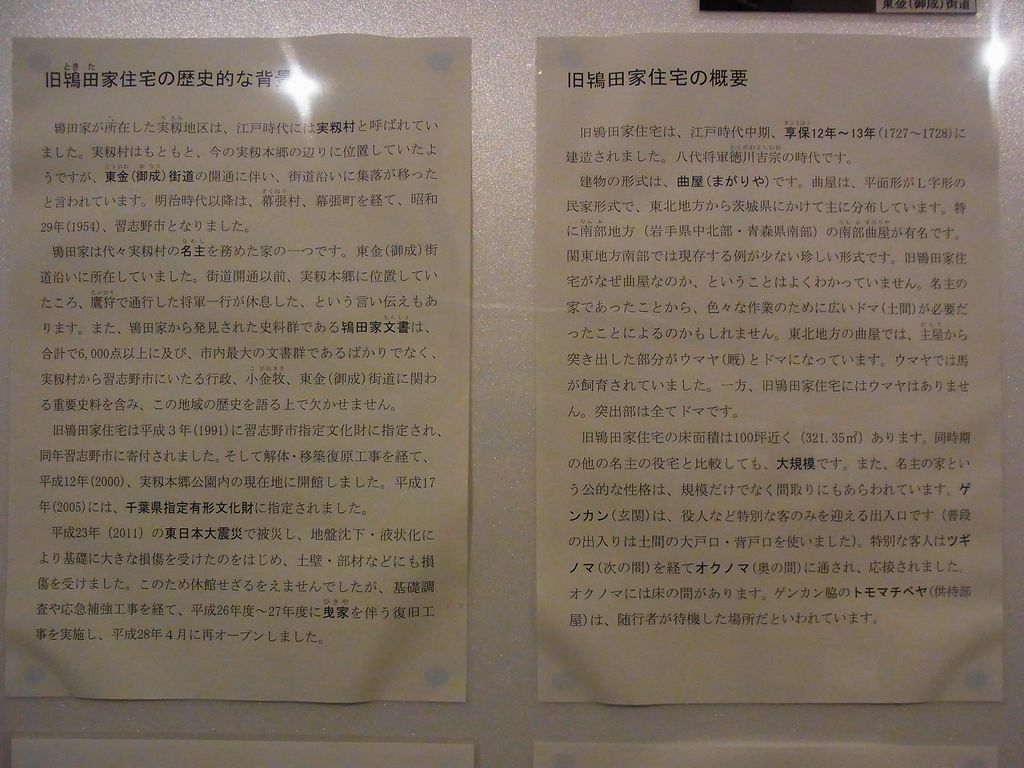 東金(御成)街道
旧鴇田家住宅の歴史的な背景
鴇田家が所在した実籾地区は、江戸時代には実籾村と呼ばれてい
ました。実籾村はもともと、今の実籾本郷の辺りに位置していたよ
うですが、東金(御成)街道の開通に伴い、街道沿いに集落が移った
と言われています。明治時代以降は、幕張村、幕張町を経て、昭和
29年(1954)、習志野市となりました。
鴇田家は代々実籾村の名主を務めた家の一つです。東金(御成)街
道沿いに所在していました。街道開通以前、実籾本郷に位置してい
たころ、鷹狩で通行した将軍一行が休息した、という言い伝えもあ
ります。また、鴇田家から発見された史料群である鴇田家文書は、
合計で6,000点以上に及び、市内最大の文書群であるばかりでなく、
実籾村から習志野市にいたる行政、小金牧、東金(御成)街道に関わ
る重要史料を含み、この地域の歴史を語る上で欠かせません。
旧鴇田家住宅は平成３年(1991)に習志野市指定文化財に指定され、
同年習志野市に寄付されました。そして解体・移築復原工事を経て、
平成12年(2000)、実籾本郷公園内の現在地に開館しました。平成17
年(2005)には、千葉県指定有形文化財に指定されました。
平成23年（2011）の東日本大震災で被災し、地盤沈下・液状化に
より基礎に大きな損傷を受けたのをはじめ、土壁・部材などにも損
傷を受けました。このため休館せざるをえませんでしたが、基礎調
査や応急補強工事を経て、平成26年度～27年度に曳家を伴う復旧工
事を実施し、平成28年４月に再オープンしました。
旧鴇田家住宅の概要
旧鴇田家住宅は、江戸時代中期、享保12年～13年(1727～1728)に
建造されました。八代将軍徳川吉宗の時代です。
建物の形式は、曲屋(まがりや)です。曲屋は、平面形がＬ字形の
民家形式で、東北地方から茨城県にかけて主に分布しています。特
に南部地方（岩手県中北部・青森県南部）の南部曲屋が有名です。
関東地方南部では現存する例が少ない珍しい形式です。旧鴇田家住
宅がなぜ曲屋なのか、ということはよくわかっていません。名主の
家であったことから、色々な作業のために広いドマ(土間)が必要だ
ったことによるのかもしれません。東北地方の曲屋では、主屋から
突き出した部分がウマヤ(厩)とドマになっています。ウマヤでは馬
が飼育されていました。一方、旧鴇田家住宅にはウマヤはありませ
ん。突出部は全てドマです。
旧鴇田家住宅の床面積は100坪近く（321.35㎡）あります。同時期
の他の名主の役宅と比較しても、大規模です。また、名主の家とい
う公的な性格は、規模だけでなく間取りにもあらわれています。ゲ
ンカン(玄関)は、役人など特別な客のみを迎える出入口です（普段
の出入りは土間の大戸口・背戸口を使いました)。特別な客人はツギ
ノマ(次の間)を経てオクノマ(奥の間)に通され、応接されました。
オクノマには床の間があります。ゲンカン脇のトモマチベヤ(供待部
屋)は、随行者が待機した場所だといわれています。